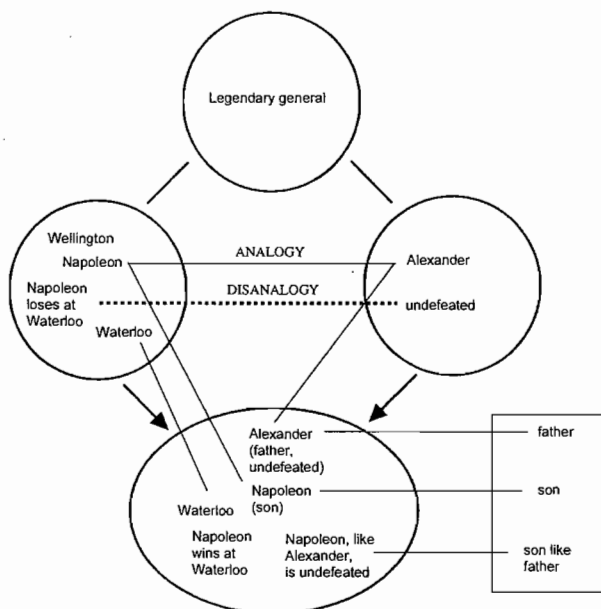 Legendary general
Wellington
Napoleon
ANALOGY
Alexander
Napoleon
loses at
Waterloo
DISANALOGY
undefeated
Waterloo
Alexander
(father,
undefeated)
father
Napoleon
(son)
son
Waterloo
Napoleon
wins at
Waterloo
Napoleon, like
Alexander,
is undefeated
son like
father